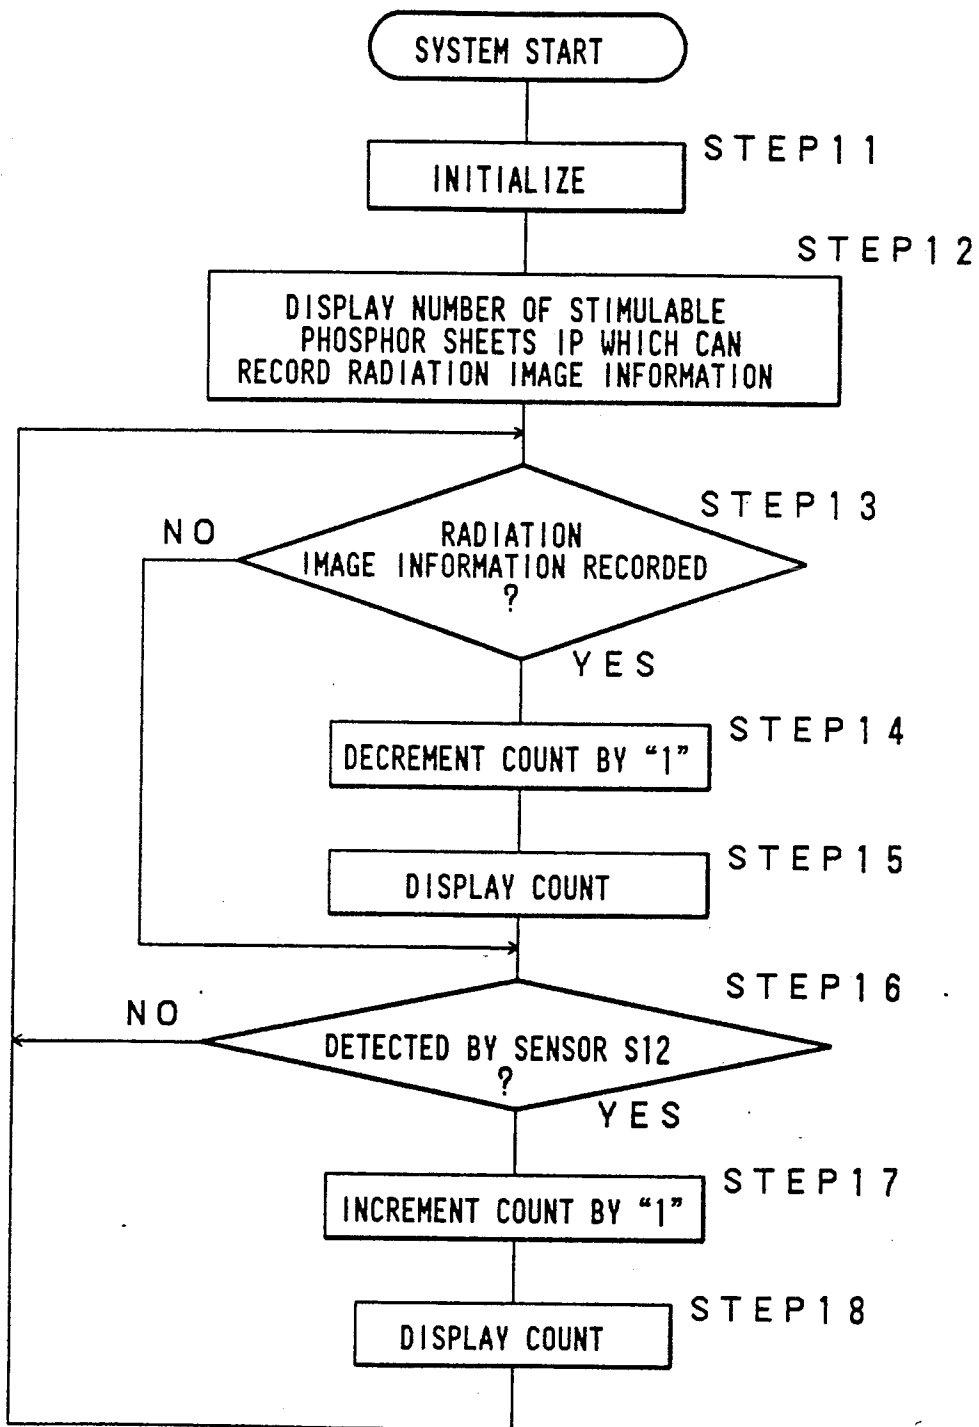 SYSTEM START
STEP11
INITIALIZE
STEP12
DISPLAY NUMBER OF STIMULABLE
PHOSPHOR SHEETS IP WHICH CAN
RECORD RADIATION IMAGE INFORMATION
STEP13
NO
RADIATION
IMAGE INFORMATION RECORDED
?
YES
STEP14
DECREMENT COUNT BY “1”
STEP15
DISPLAY COUNT
STEP16
NO
DETECTED BY SENSOR S12
?
YES
STEP17
INCREMENT COUNT BY “1”
STEP18
DISPLAY COUNT